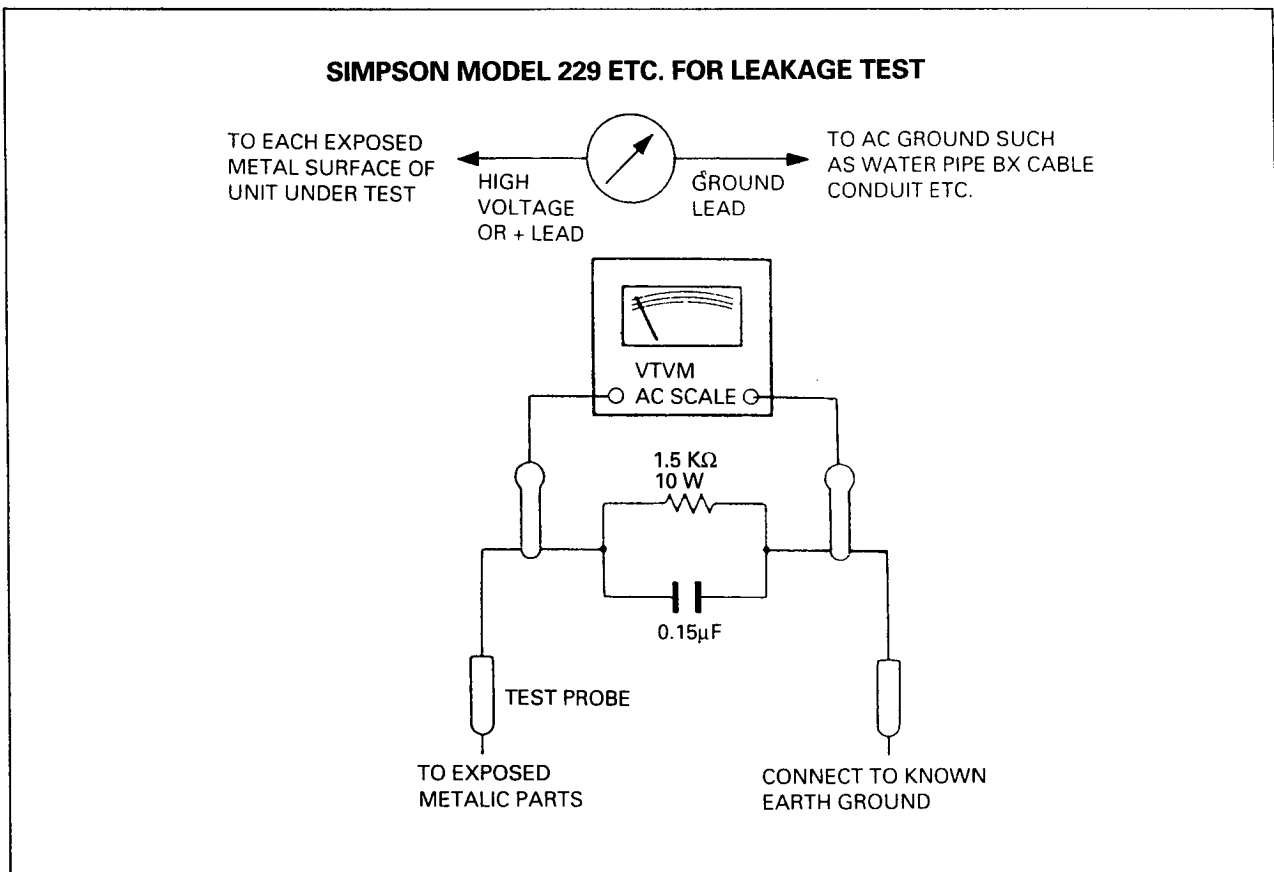 SIMPSON MODEL 229 ETC. FOR LEAKAGE TEST
TO EACH EXPOSED
METAL SURFACE OF
UNIT UNDER TEST
HIGH
VOLTAGE
OR + LEAD
GROUND
LEAD
TO AC GROUND SUCH
AS WATER PIPE BX CABLE
CONDUIT ETC.
VTVM
AC SCALE
1.5 KΩ
10 W
0.15µF
TEST PROBE
TO EXPOSED
METALIC PARTS
CONNECT TO KNOWN
EARTH GROUND